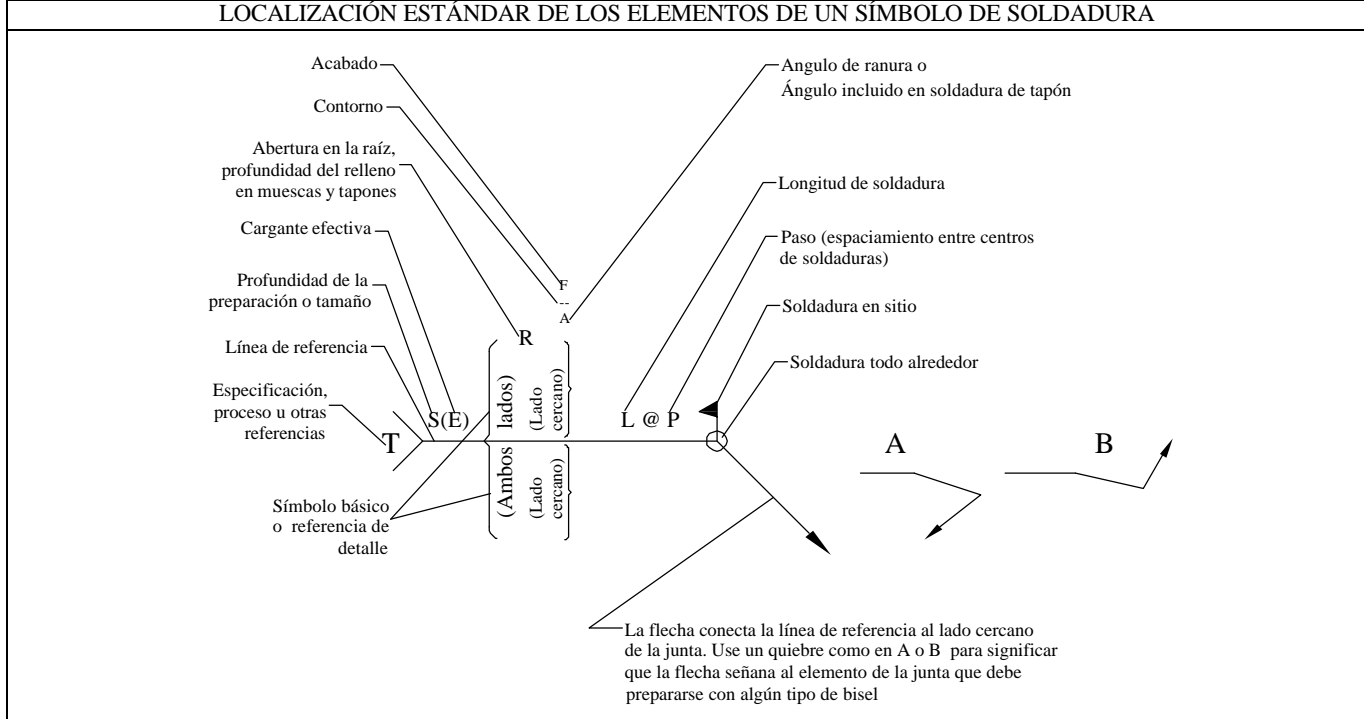 LOCALIZACIÓN ESTÁNDAR DE LOS ELEMENTOS DE UN SÍMBOLO DE SOLDADURA
Acabado
Contorno
Abertura en la raíz,
profundidad del relleno
en muescas y tapones
Cargante efectiva
Profundidad de la
preparación o tamaño
Línea de referencia
Especificación,
proceso u otras
referencias
Símbolo básico
o referencia de
detalle
Angulo de ranura o
Ángulo incluido en soldadura de tapón
Longitud de soldadura
Paso (espaciamiento entre centros
de soldaduras)
Soldadura en sitio
Soldadura todo alrededor
F
--
A
R
T
S(E)
(Ambos lados)
(Lado
cercano)
(Lado
cercano)
L @ P
A
B
La flecha conecta la línea de referencia al lado cercano
de la junta. Use un quiebre como en A o B para significar
que la flecha señana al elemento de la junta que debe
prepararse con algún tipo de bisel